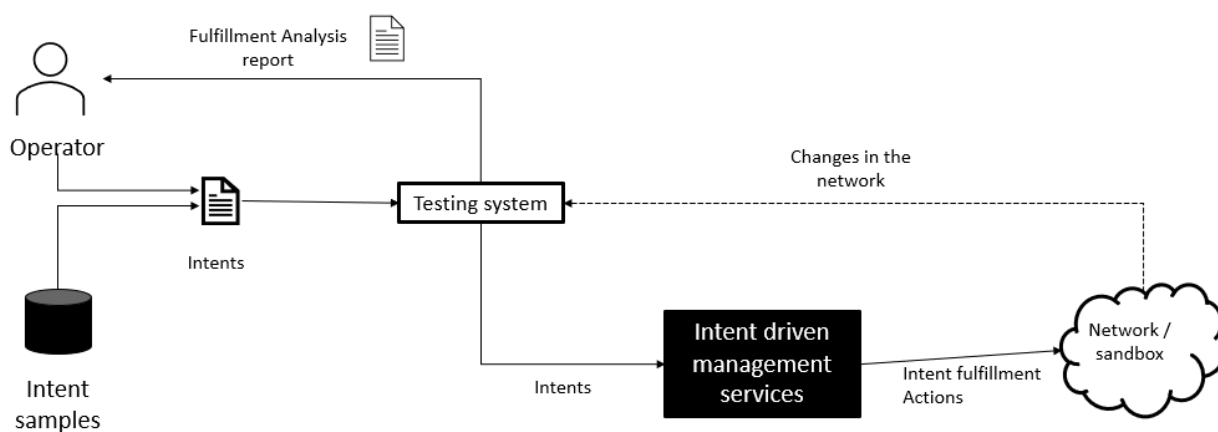 Fulfillment Analysis
report
Operator
Changes in the
network
Testing system
Intents
Intent driven
management
services
Network /
sandbox
Intents
Intent fulfillment
Actions
Intent
samples